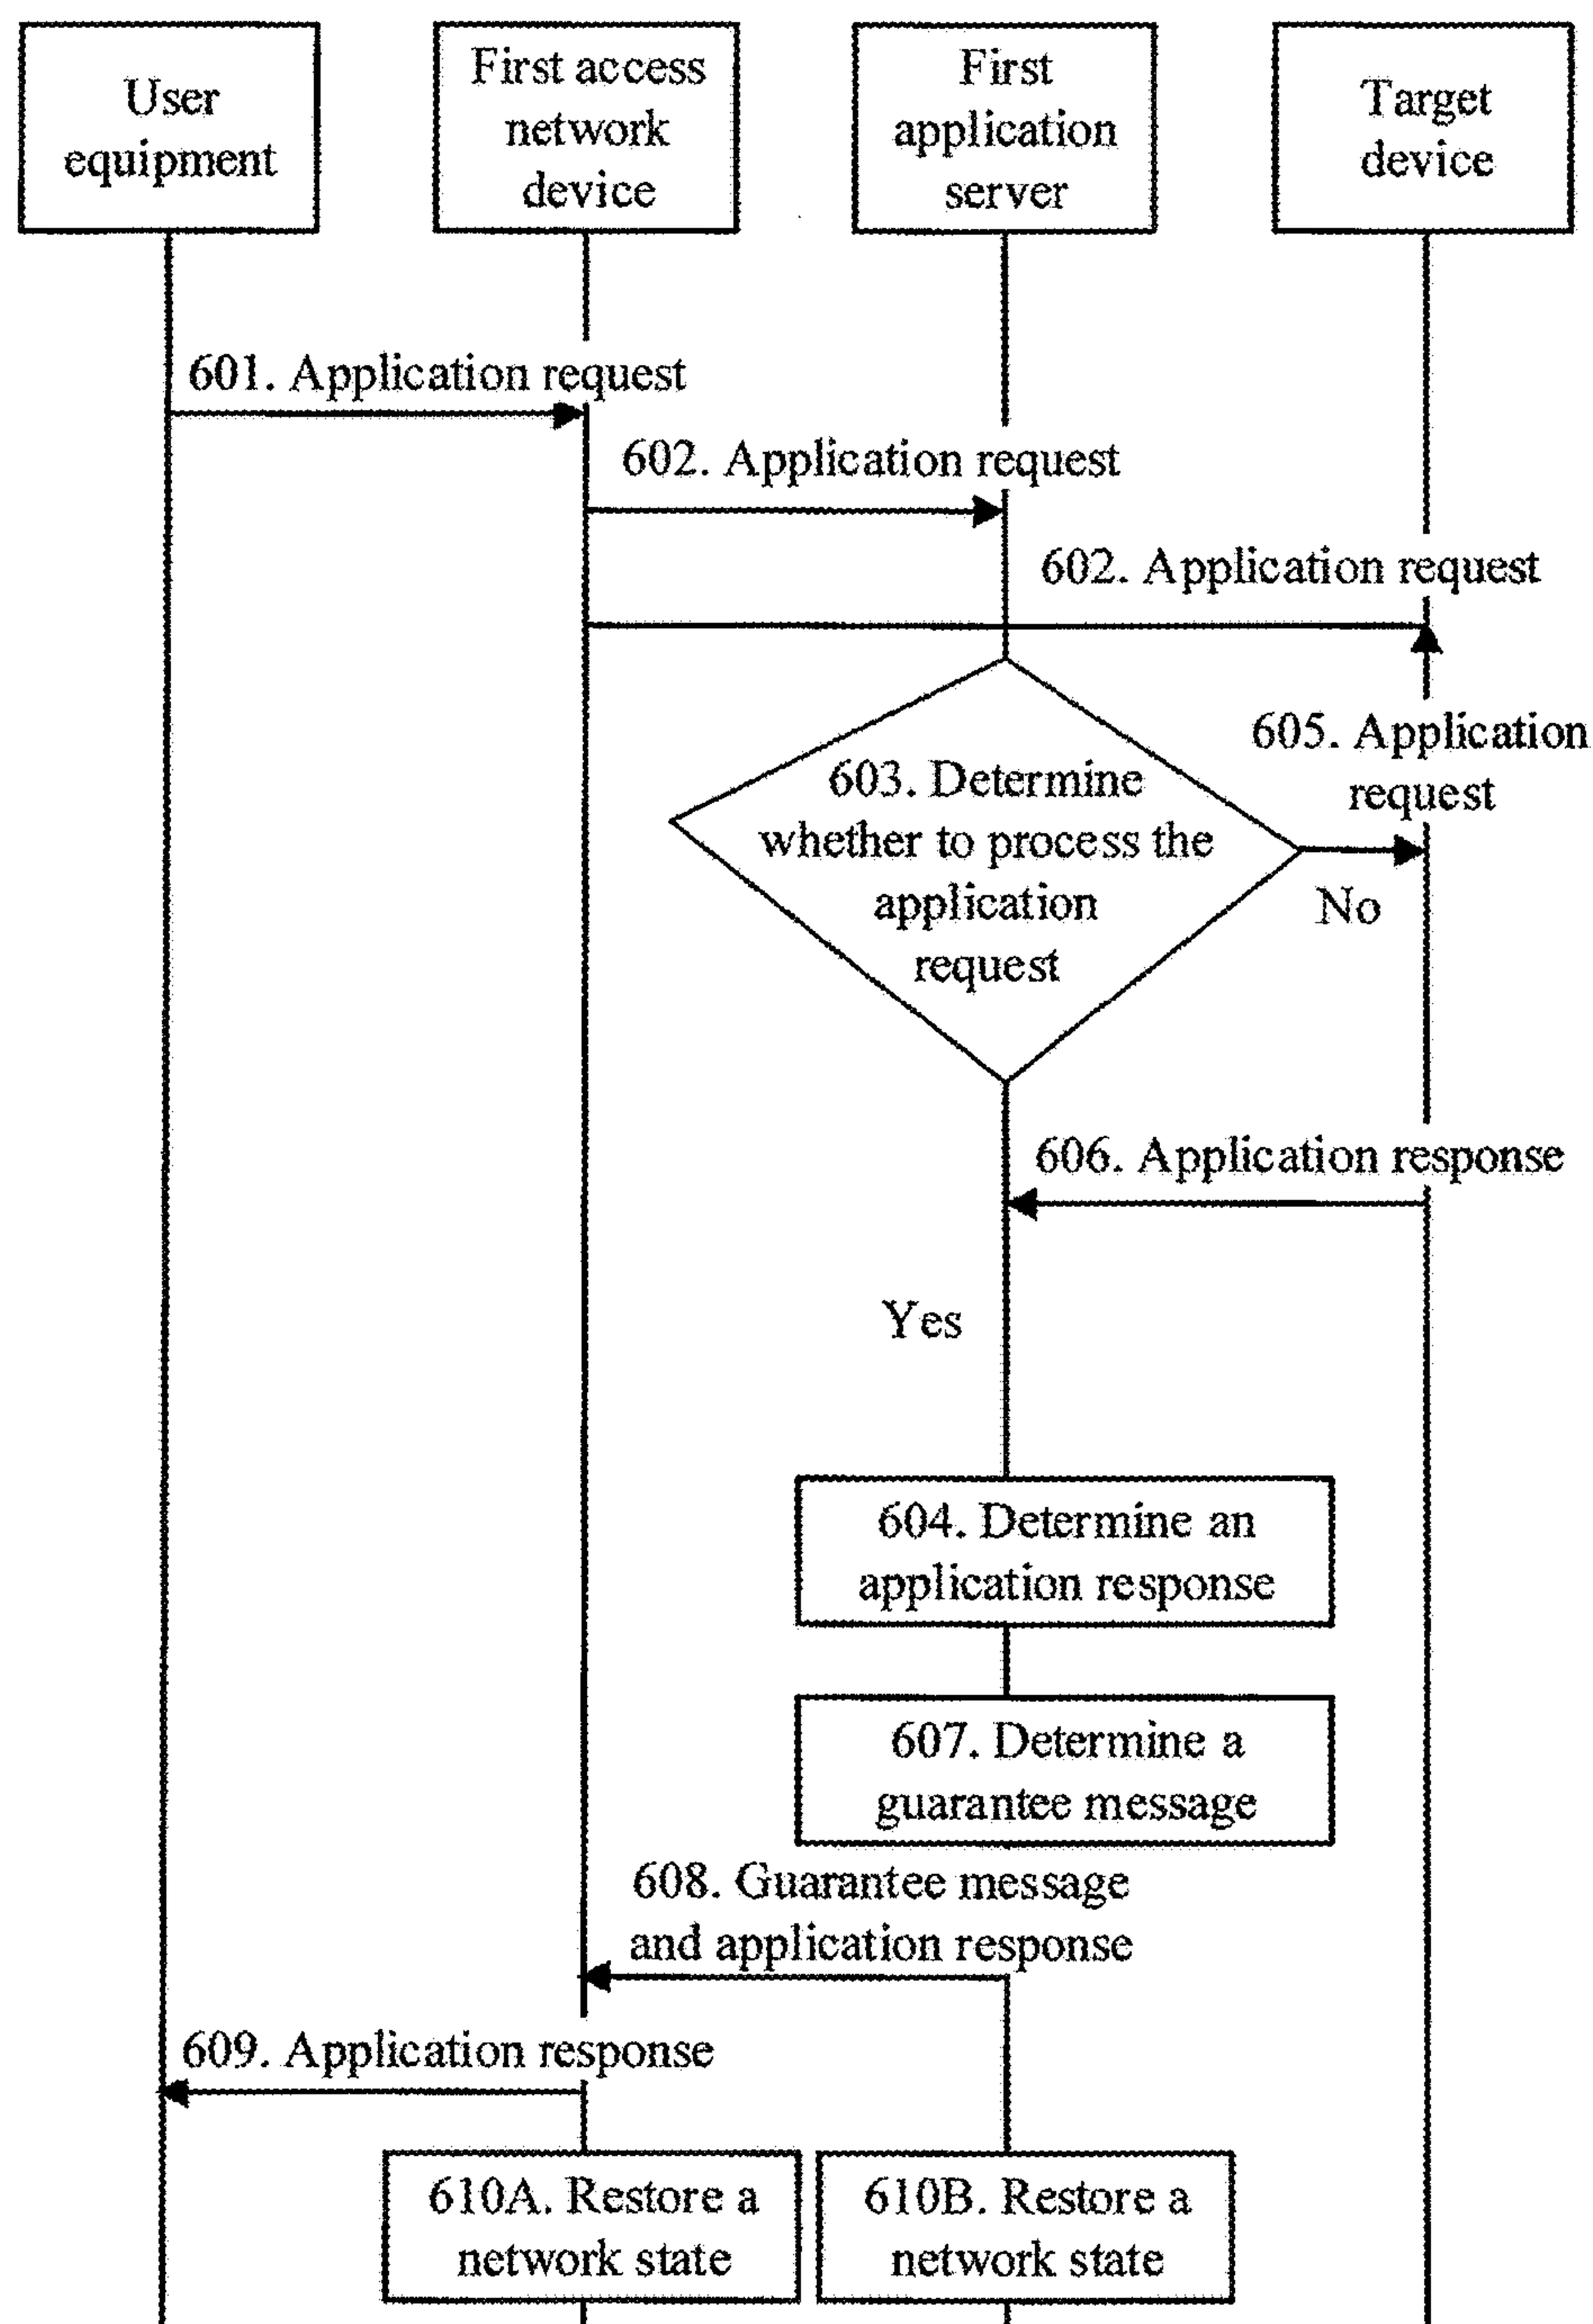 User
equipment
First access
network
device
First
application
server
Target
device
601. Application request
602. Application request
602. Application request
605. Application
request
603. Determine
whether to process the
application
request
No
606. Application response
Yes
604. Determine an
application response
607. Determine a
guarantee message
608. Guarantee message
and application response
609. Application response
610A. Restore a
network state
610B. Restore a
network state